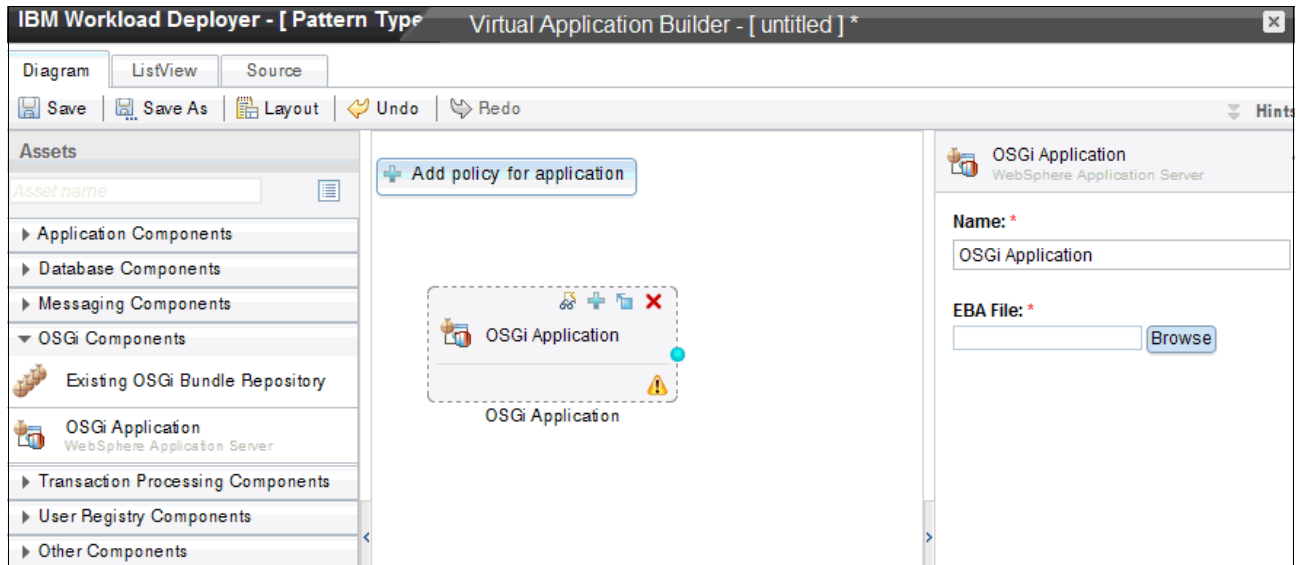 IBM Workload Deployer - [ Pattern Type
Virtual Application Builder - [ untitled ] *
Diagram ListView Source
Save Save As Layout Undo Redo Hints
Assets
Asset name
Add policy for application
Application Components
Database Components
Messaging Components
OSGi Components
Existing OSGi Bundle Repository
OSGi Application
WebSphere Application Server
Transaction Processing Components
User Registry Components
Other Components
OSGi Application
OSGi Application
OSGi Application
WebSphere Application Server
Name: *
OSGi Application
EBA File: *
Browse